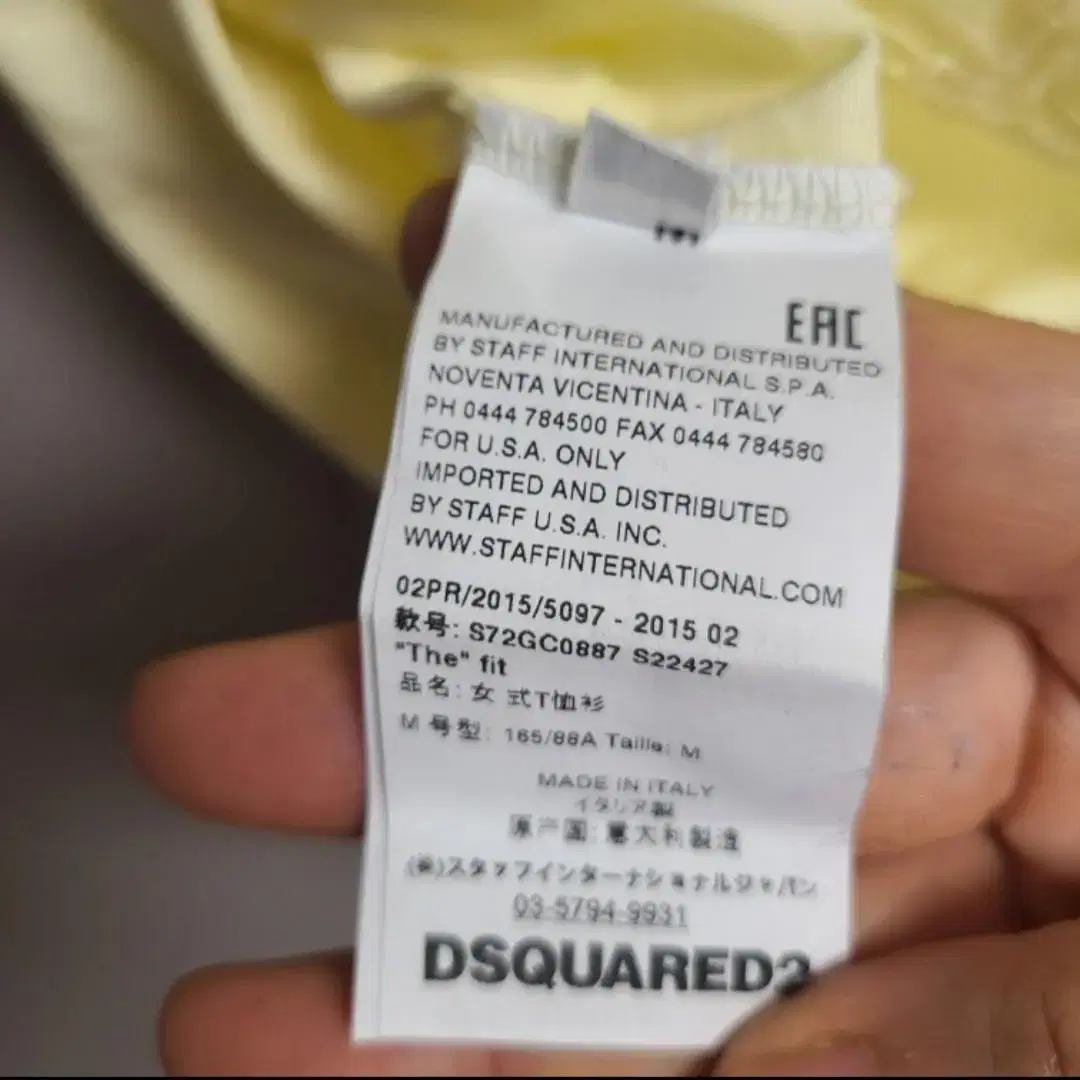 EAC
MANUFACTURED AND DISTRIBUTED
BY STAFF INTERNATIONAL S.P.A.
NOVENTA VICENTINA - ITALY
PH 0444 784500 FAX 0444 784580
FOR U.S.A. ONLY
IMPORTED AND DISTRIBUTED
BY STAFF U.S.A. INC.
WWW.STAFFINTERNATIONAL.COM
02PR/2015/5097 - 2015 02
款号: S72GC0887 S22427
"The" fit
品名: 女 式T恤衫
M 号型: 165/88A Taille: M
MADE IN ITALY
イタリア製
原产国: 意大利製造
(株)スタッフインターナショナルジャパン
03-5794-9931
DSQUARED2